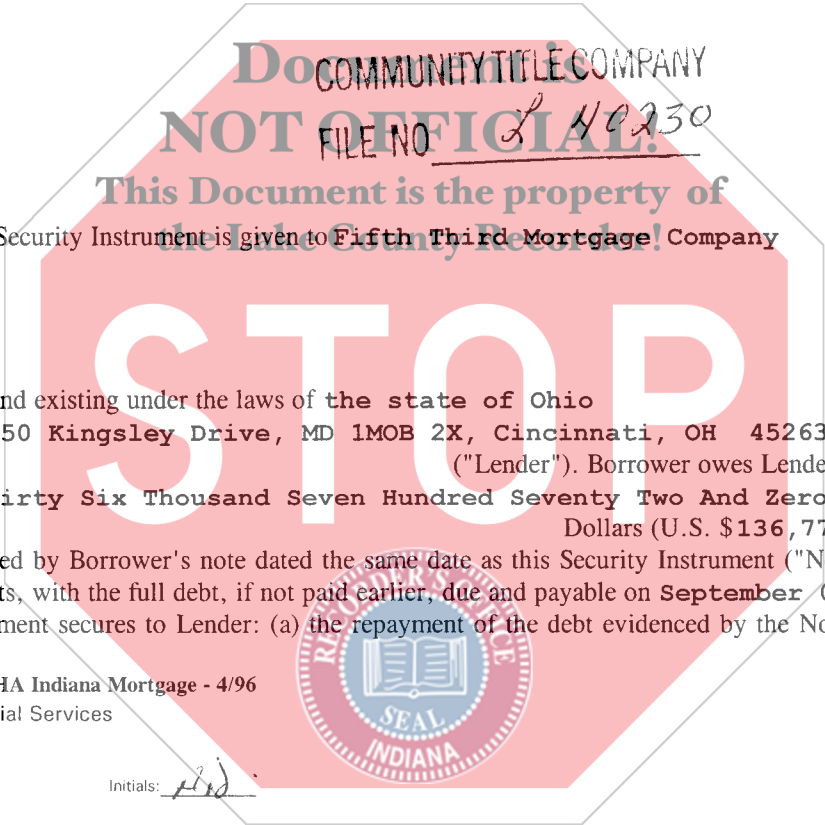 Document is
COMMUNITY TITLE COMPANY
NOT OFFICIAL!
FILE NO L 40230
This Document is the property of
the Lake County Recorder!
Security Instrument is given to Fifth Third Mortgage Company
STOP
nd existing under the laws of the state of Ohio
50 Kingsley Drive, MD 1MOB 2X, Cincinnati, OH 45263
("Lender"). Borrower owes Lende
irty Six Thousand Seven Hundred Seventy Two And Zero
Dollars (U.S. $136,77
ed by Borrower's note dated the same date as this Security Instrument ("N
ts, with the full debt, if not paid earlier, due and payable on September
ment secures to Lender: (a) the repayment of the debt evidenced by the No
RECORDER'S OFFICE
HA Indiana Mortgage - 4/96
ial Services
SEAL
INDIANA
Initials: